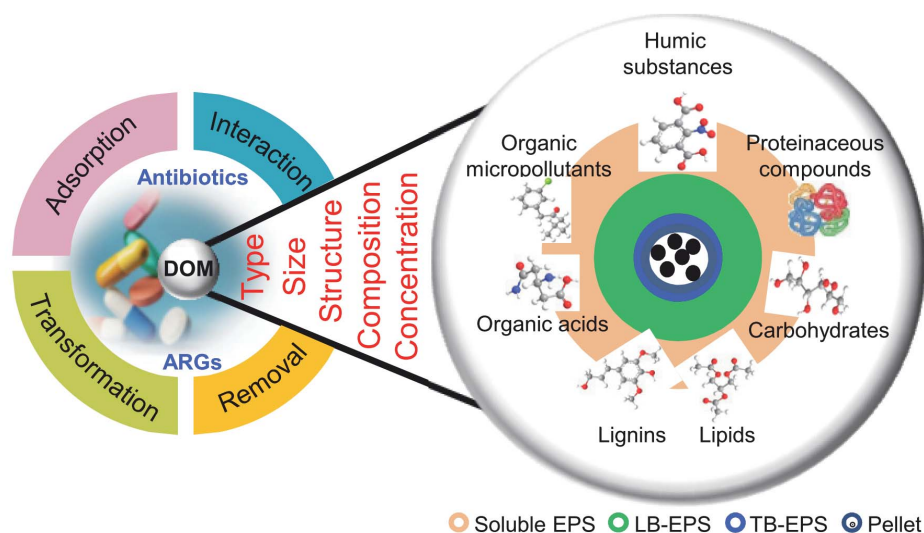 Adsorption
Interaction
Transformation
Removal
Antibiotics
DOM
ARGs
Type
Size
Structure
Composition
Concentration
Humic
substances
Organic
micropollutants
Proteinaceous
compounds
Organic acids
Carbohydrates
Lignins
Lipids
Soluble EPS
LB-EPS
TB-EPS
Pellet